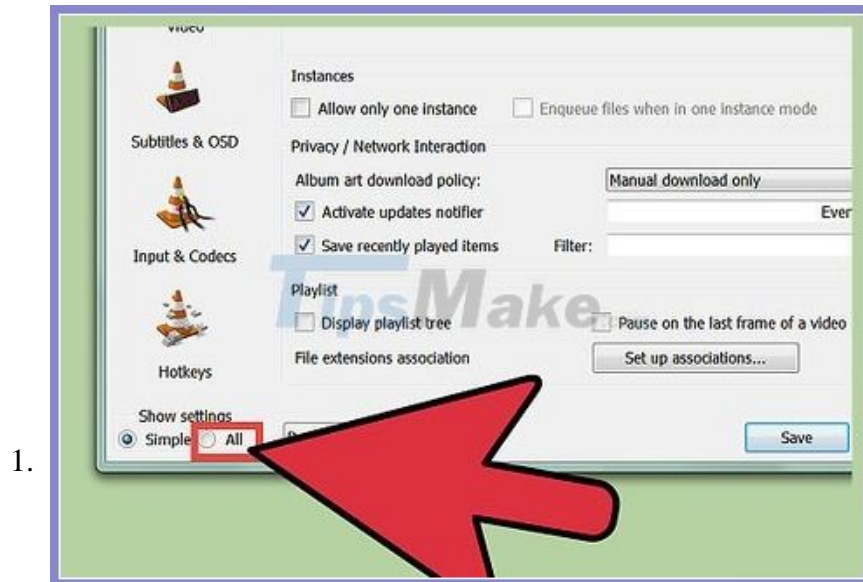 Instances
Allow only one instance Enqueue files when in one instance mode
Subtitles & OSD
Privacy / Network Interaction
Album art download policy: Manual download only
Activate updates notifier Ever
Save recently played items Filter:
Input & Codecs
TipsMake
Playlist
Display playlist tree Pause on the last frame of a video
File extensions association Set up associations...
Hotkeys
Show settings
Simple All Save
1.